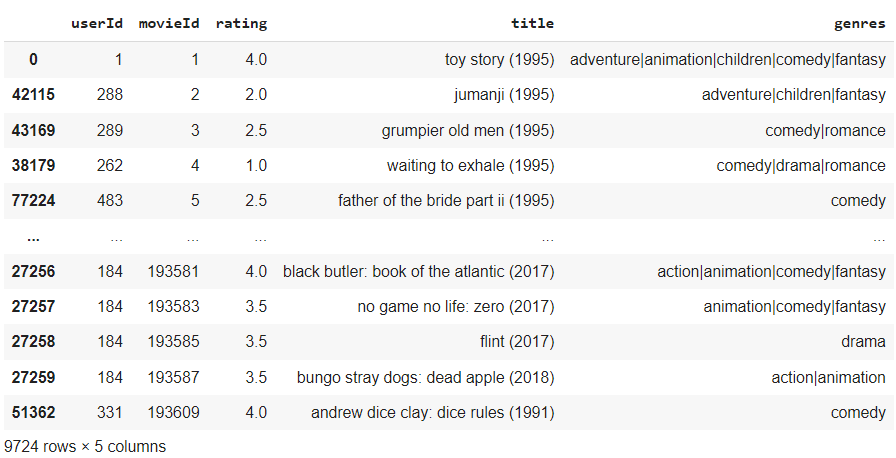 userId movieId rating title genres
0 1 1 4.0 toy story (1995) adventure|animation|children|comedy|fantasy
42115 288 2 2.0 jumanji (1995) adventure|children|fantasy
43169 289 3 2.5 grumpier old men (1995) comedy|romance
38179 262 4 1.0 waiting to exhale (1995) comedy|drama|romance
77224 483 5 2.5 father of the bride part ii (1995) comedy
... ... ... ... ... ...
27256 184 193581 4.0 black butler: book of the atlantic (2017) action|animation|comedy|fantasy
27257 184 193583 3.5 no game no life: zero (2017) animation|comedy|fantasy
27258 184 193585 3.5 flint (2017) drama
27259 184 193587 3.5 bungo stray dogs: dead apple (2018) action|animation
51362 331 193609 4.0 andrew dice clay: dice rules (1991) comedy
9724 rows × 5 columns